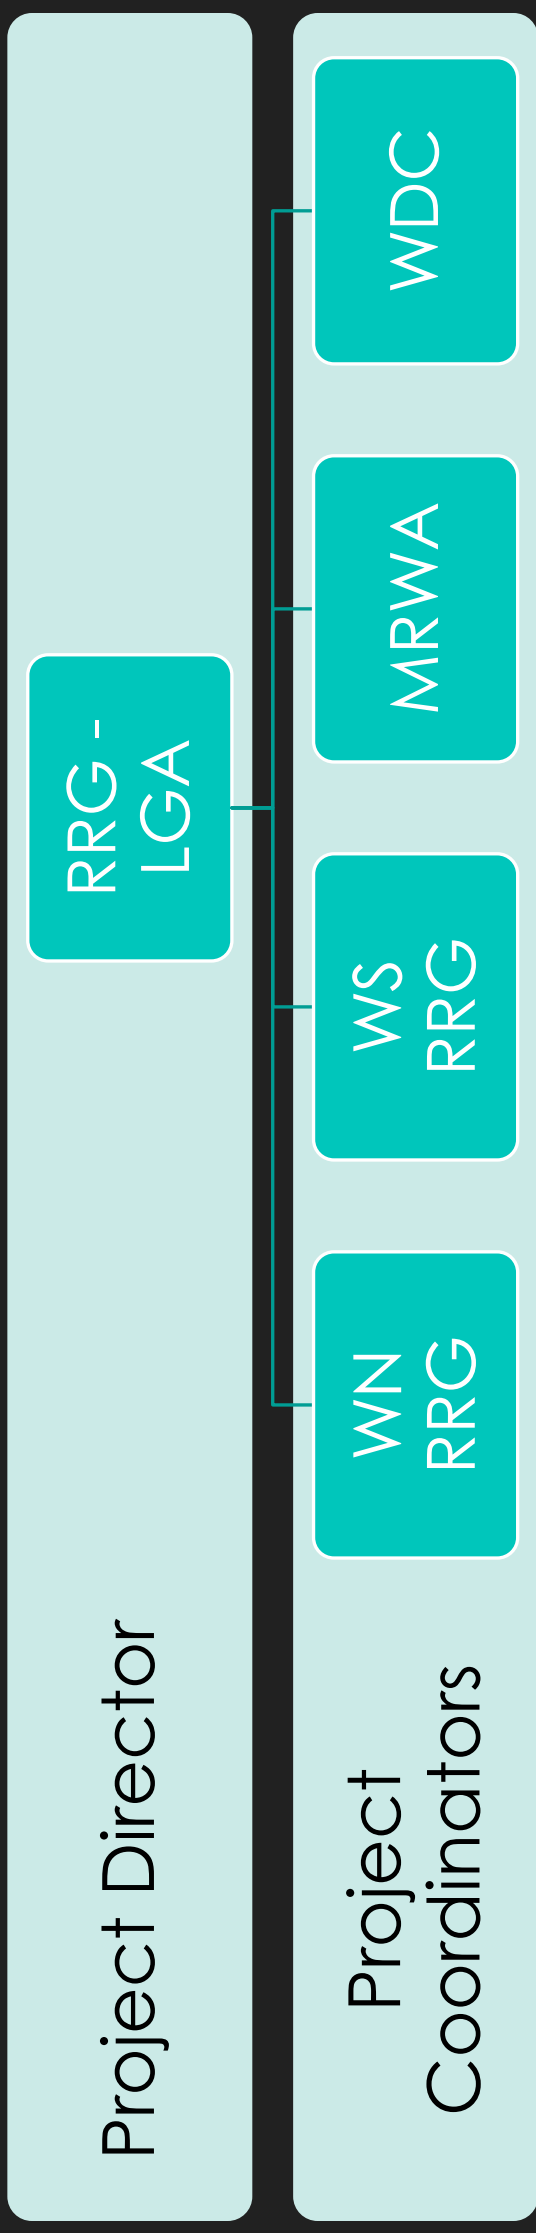 Project Director
RRG -
LGA
Project
Coordinators
WN
RRG
WS
RRG
MRWA
WDC